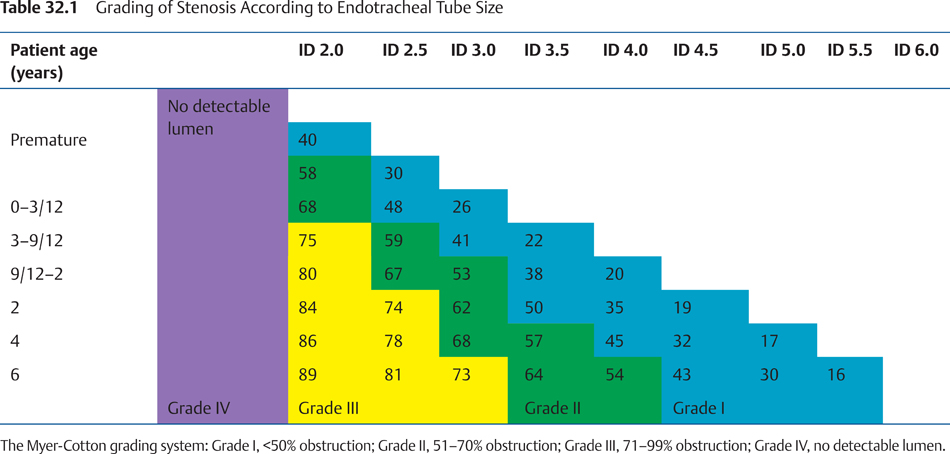 Table 32.1 Grading of Stenosis According to Endotracheal Tube Size
Patient age (years) ID 2.0 ID 2.5 ID 3.0 ID 3.5 ID 4.0 ID 4.5 ID 5.0 ID 5.5 ID 6.0
No detectable lumen
Premature 40
58 30
0–3/12 68 48 26
3–9/12 75 59 41 22
9/12–2 80 67 53 38 20
2 84 74 62 50 35 19
4 86 78 68 57 45 32 17
6 89 81 73 64 54 43 30 16
Grade IV Grade III Grade II Grade I
The Myer-Cotton grading system: Grade I, <50% obstruction; Grade II, 51–70% obstruction; Grade III, 71–99% obstruction; Grade IV, no detectable lumen.